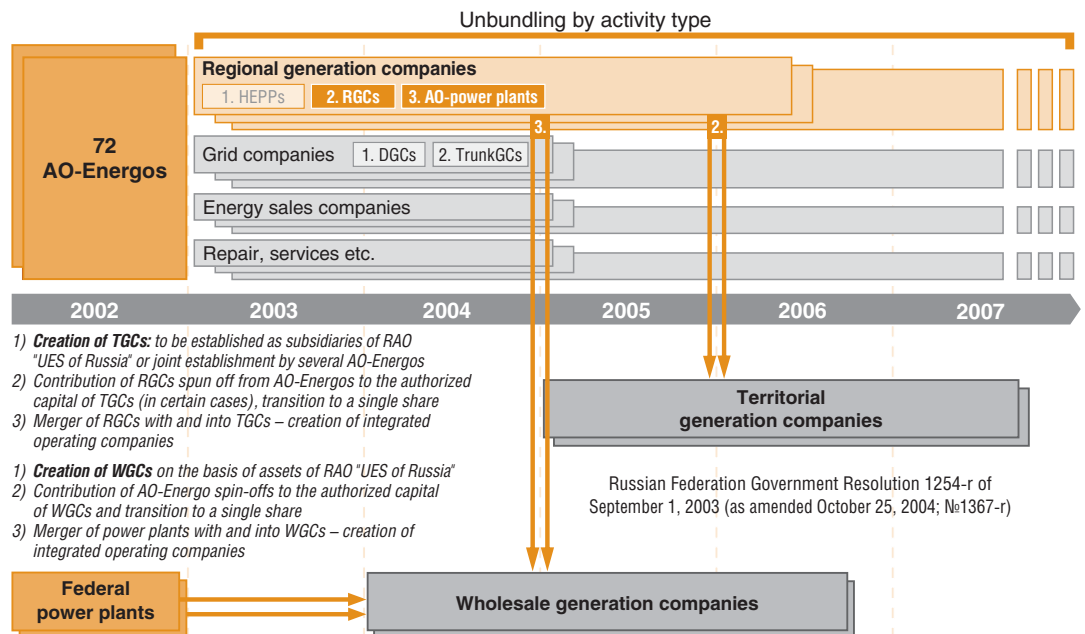 Unbundling by activity type
72
AO-Energos
Regional generation companies
1. HEPPs
2. RGCs
3. AO-power plants
3.
2.
Grid companies
1. DGCs
2. TrunkGCs
Energy sales companies
Repair, services etc.
2002
2003
2004
2005
2006
2007
1) Creation of TGCs: to be established as subsidiaries of RAO
"UES of Russia" or joint establishment by several AO-Energos
2) Contribution of RGCs spun off from AO-Energos to the authorized
capital of TGCs (in certain cases), transition to a single share
3) Merger of RGCs with and into TGCs – creation of integrated
operating companies
1) Creation of WGCs on the basis of assets of RAO "UES of Russia"
2) Contribution of AO-Energo spin-offs to the authorized capital
of WGCs and transition to a single share
3) Merger of power plants with and into WGCs – creation of
integrated operating companies
Territorial
generation companies
Russian Federation Government Resolution 1254-r of
September 1, 2003 (as amended October 25, 2004; №1367-r)
Federal
power plants
Wholesale generation companies